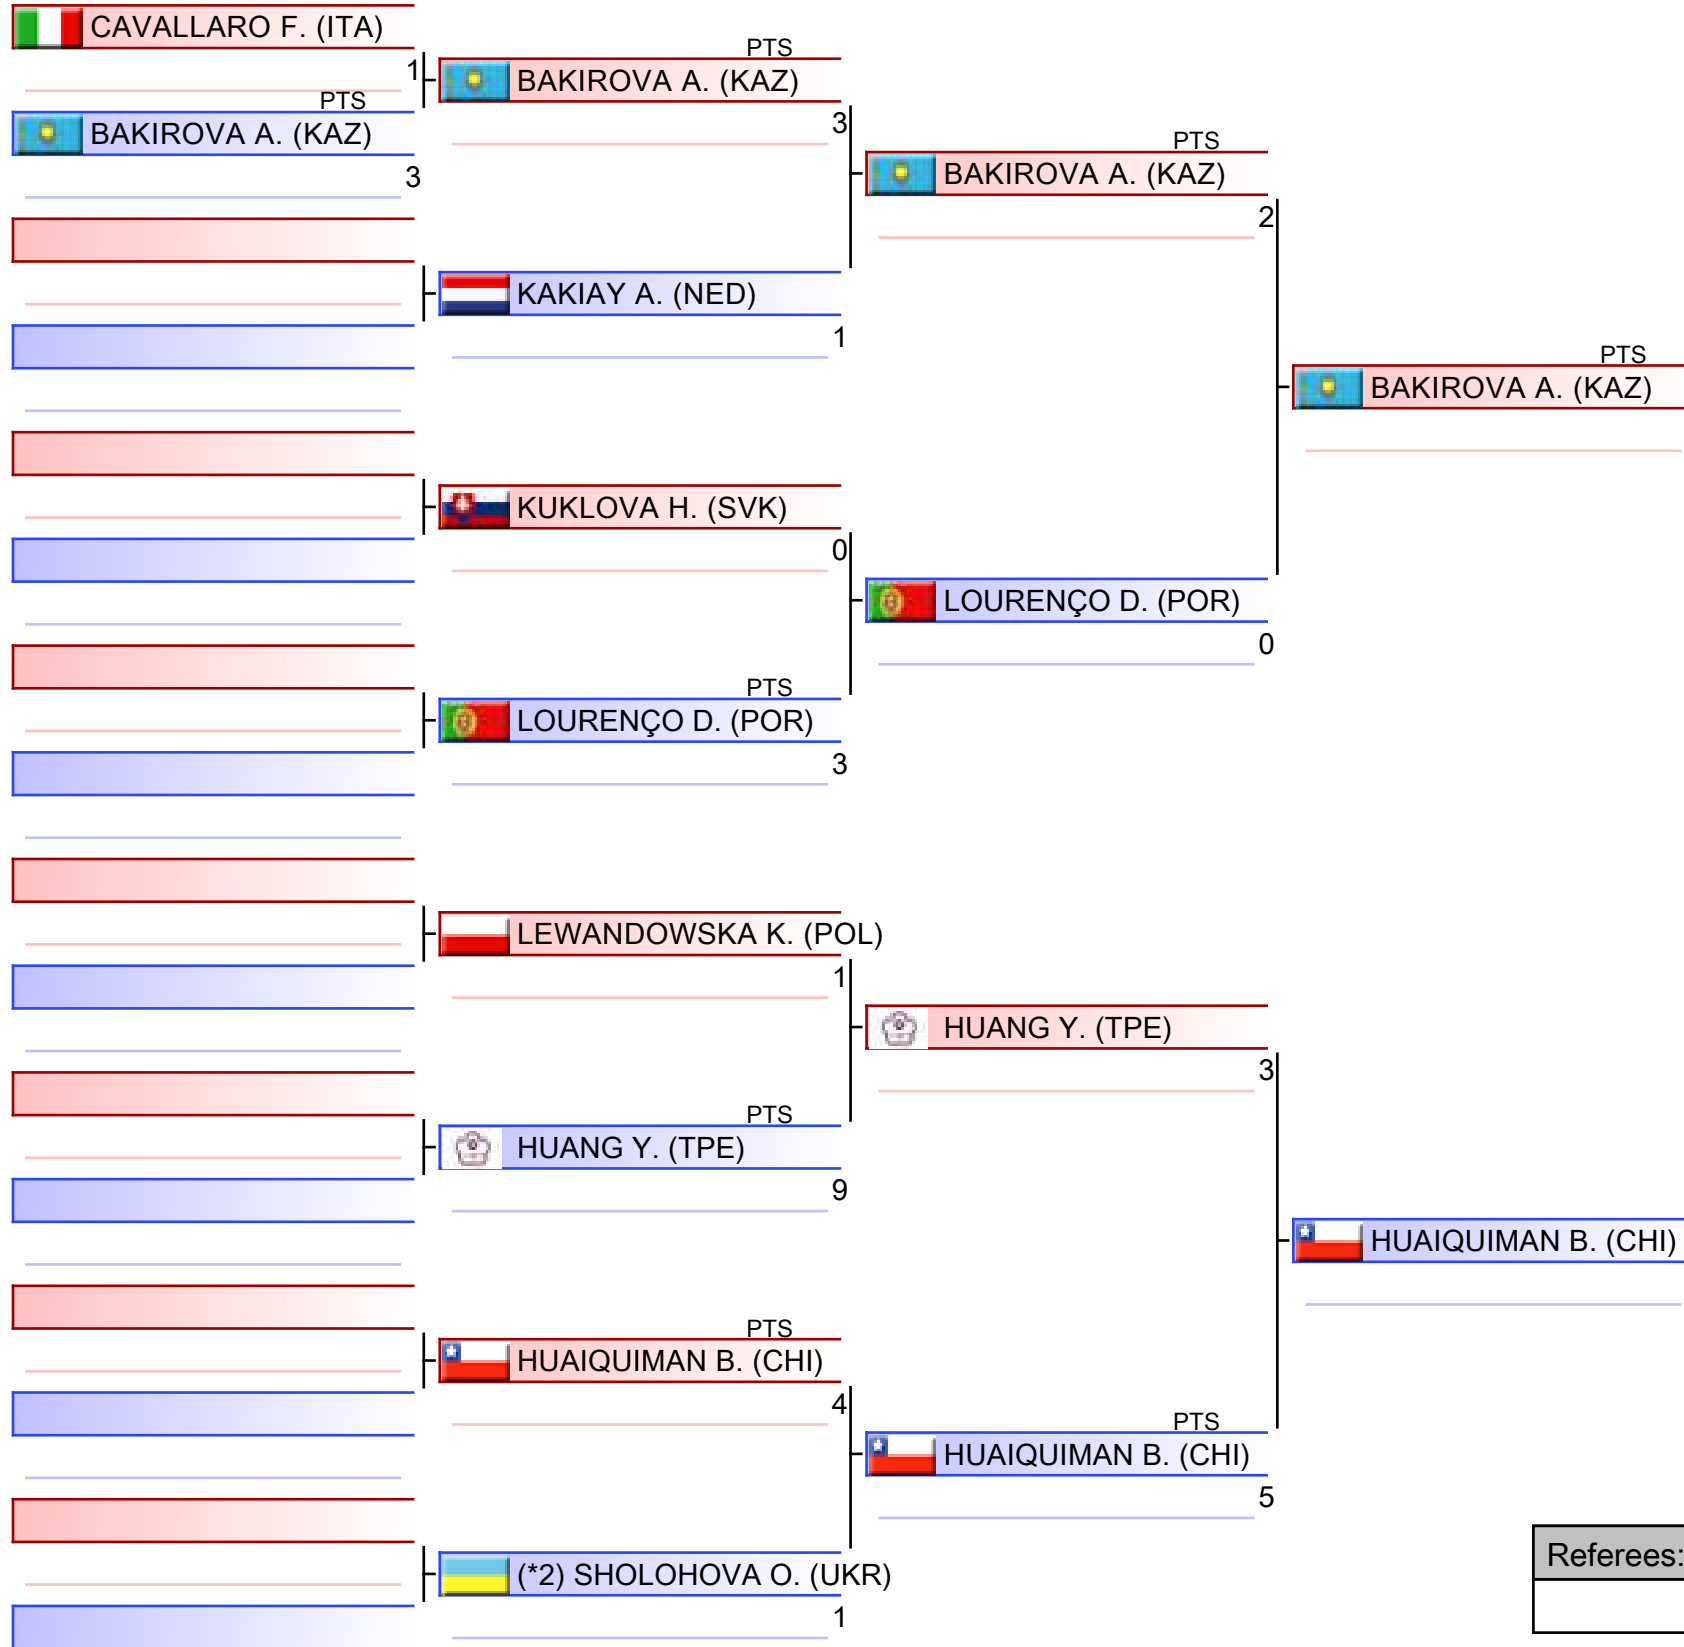 CAVALLARO F. (ITA)
1
PTS
BAKIROVA A. (KAZ)
3
PTS
BAKIROVA A. (KAZ)
3
KAKIAY A. (NED)
1
KUKLOVA H. (SVK)
0
PTS
LOURENÇO D. (POR)
3
LEWANDOWSKA K. (POL)
1
PTS
HUANG Y. (TPE)
9
PTS
HUAIQUIMAN B. (CHI)
4
(*2) SHOLOHOVA O. (UKR)
1
PTS
BAKIROVA A. (KAZ)
2
LOURENÇO D. (POR)
0
HUANG Y. (TPE)
3
PTS
HUAIQUIMAN B. (CHI)
5
PTS
BAKIROVA A. (KAZ)
HUAIQUIMAN B. (CHI)
Referees: